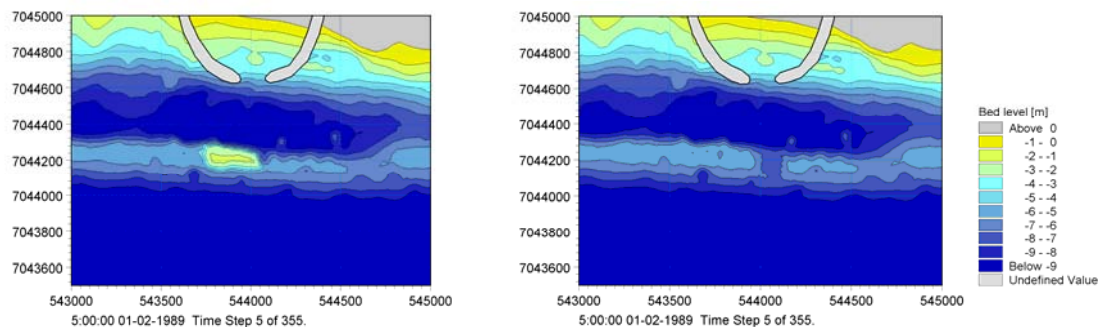 7045000
7044800
7044600
7044400
7044200
7044000
7043800
7043600
543000 543500 544000 544500 545000
5:00:00 01-02-1989 Time Step 5 of 355.
7045000
7044800
7044600
7044400
7044200
7044000
7043800
7043600
543000 543500 544000 544500 545000
5:00:00 01-02-1989 Time Step 5 of 355.
Bed level [m]
Above 0
-1 - 0
-2 - -1
-3 - -2
-4 - -3
-5 - -4
-6 - -5
-7 - -6
-8 - -7
-9 - -8
Below -9
Undefined Value